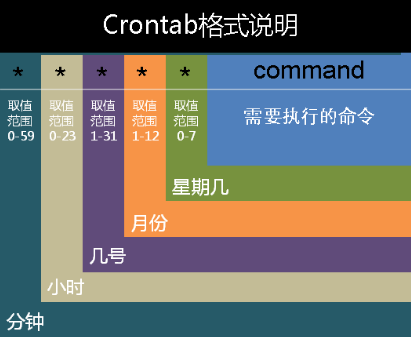 Crontab格式说明
* * * * * command
取值 取值 取值 取值 取值 需要执行的命令
范围 范围 范围 范围 范围
0-59 0-23 1-31 1-12 0-7
星期几
月份
几号
小时
分钟